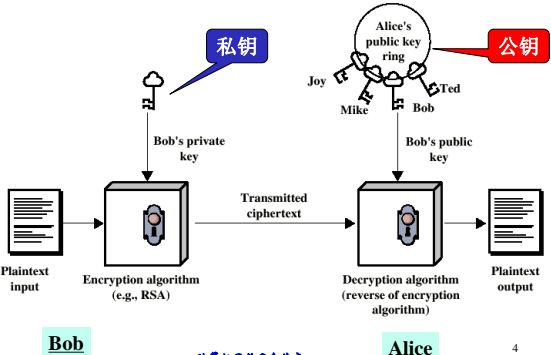 私钥
Alice's
public key
ring
公钥
Joy
Mike
Bob
Ted
Bob's private
key
Bob's public
key
Transmitted
ciphertext
Plaintext
input
Encryption algorithm
(e.g., RSA)
Decryption algorithm
(reverse of encryption
algorithm)
Plaintext
output
Bob
Alice
4